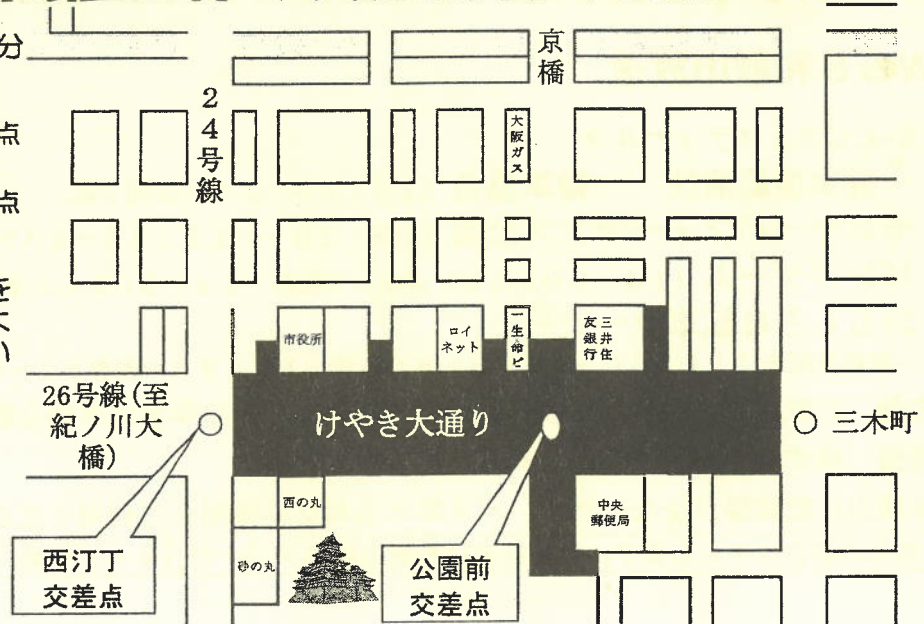 分
点
点
を
京橋
24号線
大阪ガス
市役所
ロイ
ネット
一生命ビ
三井住
友銀行
26号線(至
紀ノ川大
橋)
けやき大通り
三木町
西の丸
砂の丸
中央
郵便局
西汀丁
交差点
公園前
交差点